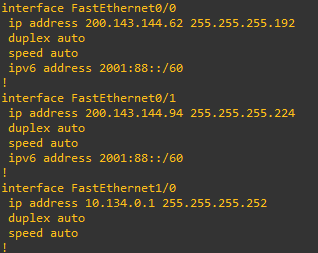 interface FastEthernet0/0
ip address 200.143.144.62 255.255.255.192
duplex auto
speed auto
ipv6 address 2001:88::/60
!
interface FastEthernet0/1
ip address 200.143.144.94 255.255.255.224
duplex auto
speed auto
ipv6 address 2001:88::/60
!
interface FastEthernet1/0
ip address 10.134.0.1 255.255.255.252
duplex auto
speed auto
!